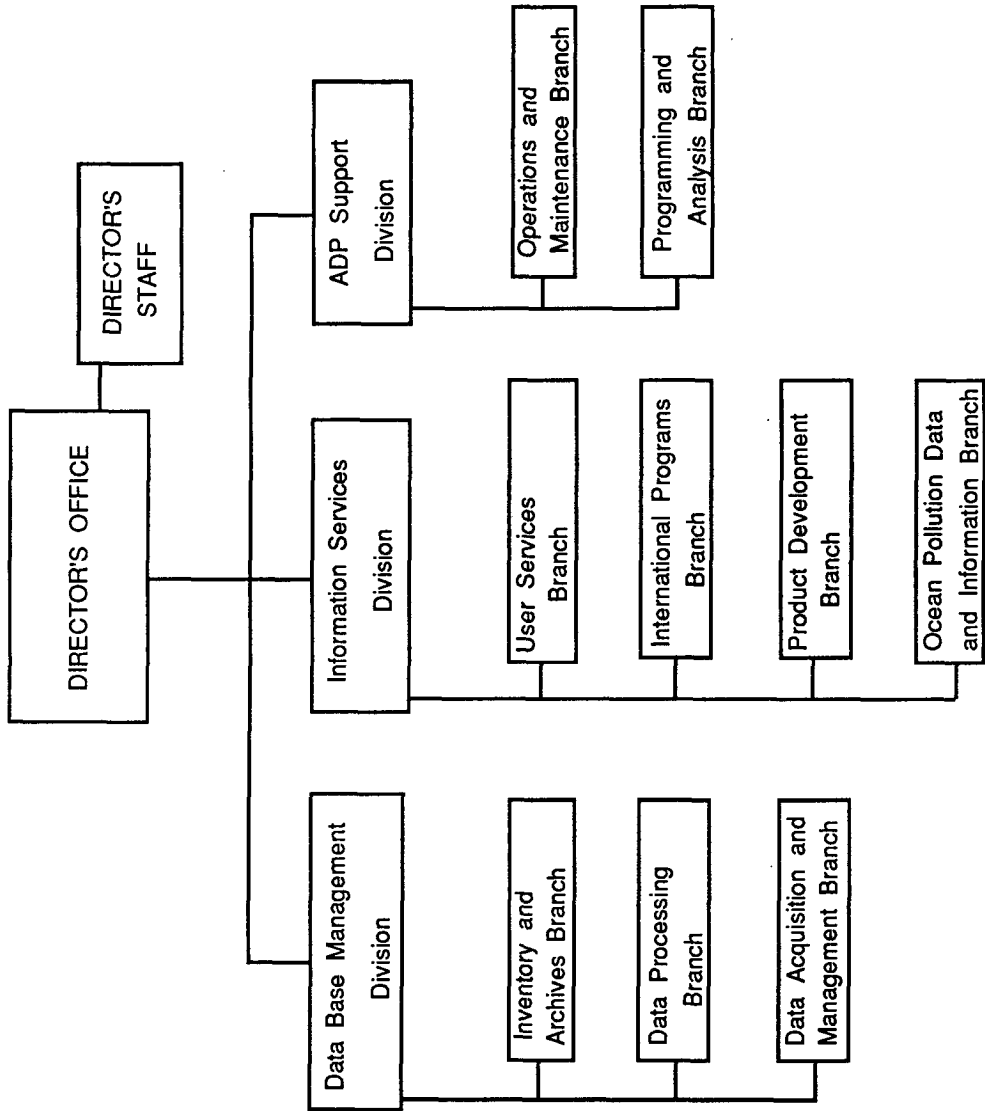 DIRECTOR'S OFFICE
DIRECTOR'S
STAFF
Data Base Management
Division
Inventory and
Archives Branch
Data Processing
Branch
Data Acquisition and
Management Branch
Information Services
Division
User Services
Branch
International Programs
Branch
Product Development
Branch
Ocean Pollution Data
and Information Branch
ADP Support
Division
Operations and
Maintenance Branch
Programming and
Analysis Branch